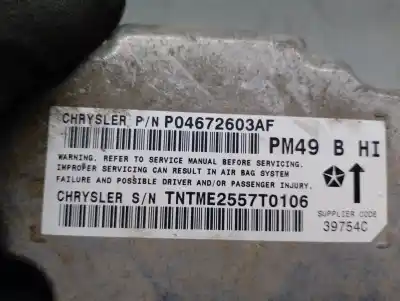 CHRYSLER P/N P04672603AF
PM49 B HI
WARNING. REFER TO SERVICE MANUAL BEFORE SERVICING.
IMPROPER SERVICING CAN RESULT IN AIR BAG SYSTEM
FAILURE AND POSSIBLE DRIVER AND/OR PASSENGER INJURY.
CHRYSLER S/N TNTME2557T0106
SUPPLIER CODE
39754C